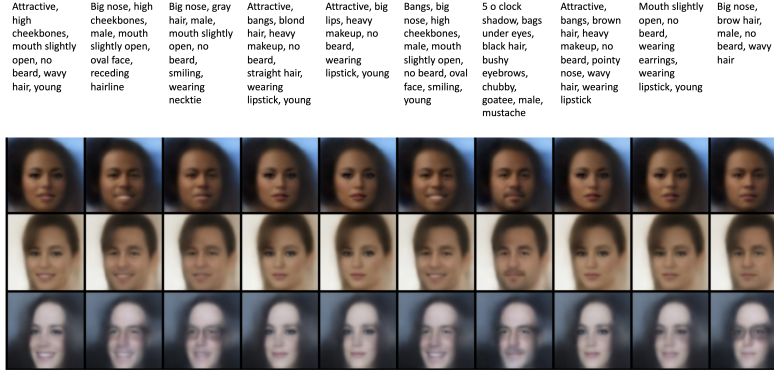 Attractive,
high
cheekbones,
mouth slightly
open, no
beard, wavy
hair, young
Big nose, high
cheekbones,
male, mouth
slightly open,
oval face,
receding
hairline
Big nose, gray
hair, male,
mouth slightly
open, no
beard,
smiling,
wearing
necktie
Attractive,
bangs, blond
hair, heavy
makeup, no
beard,
straight hair,
wearing
lipstick, young
Attractive, big
lips, heavy
makeup, no
beard,
wearing
lipstick, young
Bangs, big
nose, high
cheekbones,
male, mouth
slightly open,
no beard, oval
face, smiling,
young
5 o clock
shadow, bags
under eyes,
black hair,
bushy
eyebrows,
chubby,
goatee, male,
mustache
Attractive,
bangs, brown
hair, heavy
makeup, no
beard, pointy
nose, wavy
hair, wearing
lipstick
Mouth slightly
open, no
beard,
wearing
earrings,
wearing
lipstick, young
Big nose,
brow hair,
male, no
beard, wavy
hair